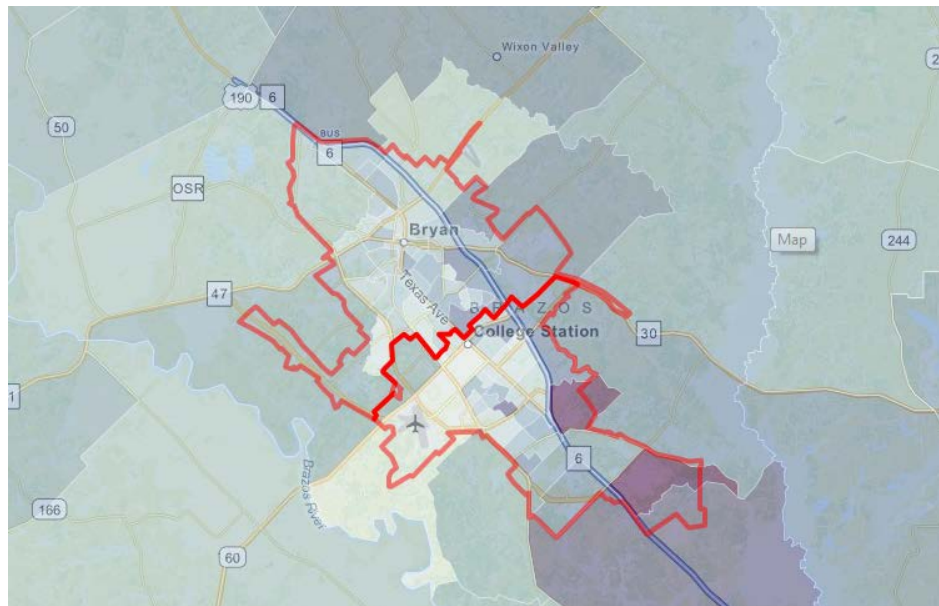 Wixon Valley
190
6
50
BUS
6
OSR
Bryan
Map
244
47
Texas Ave
B R A Z O S
College Station
30
6
Brazos River
166
60